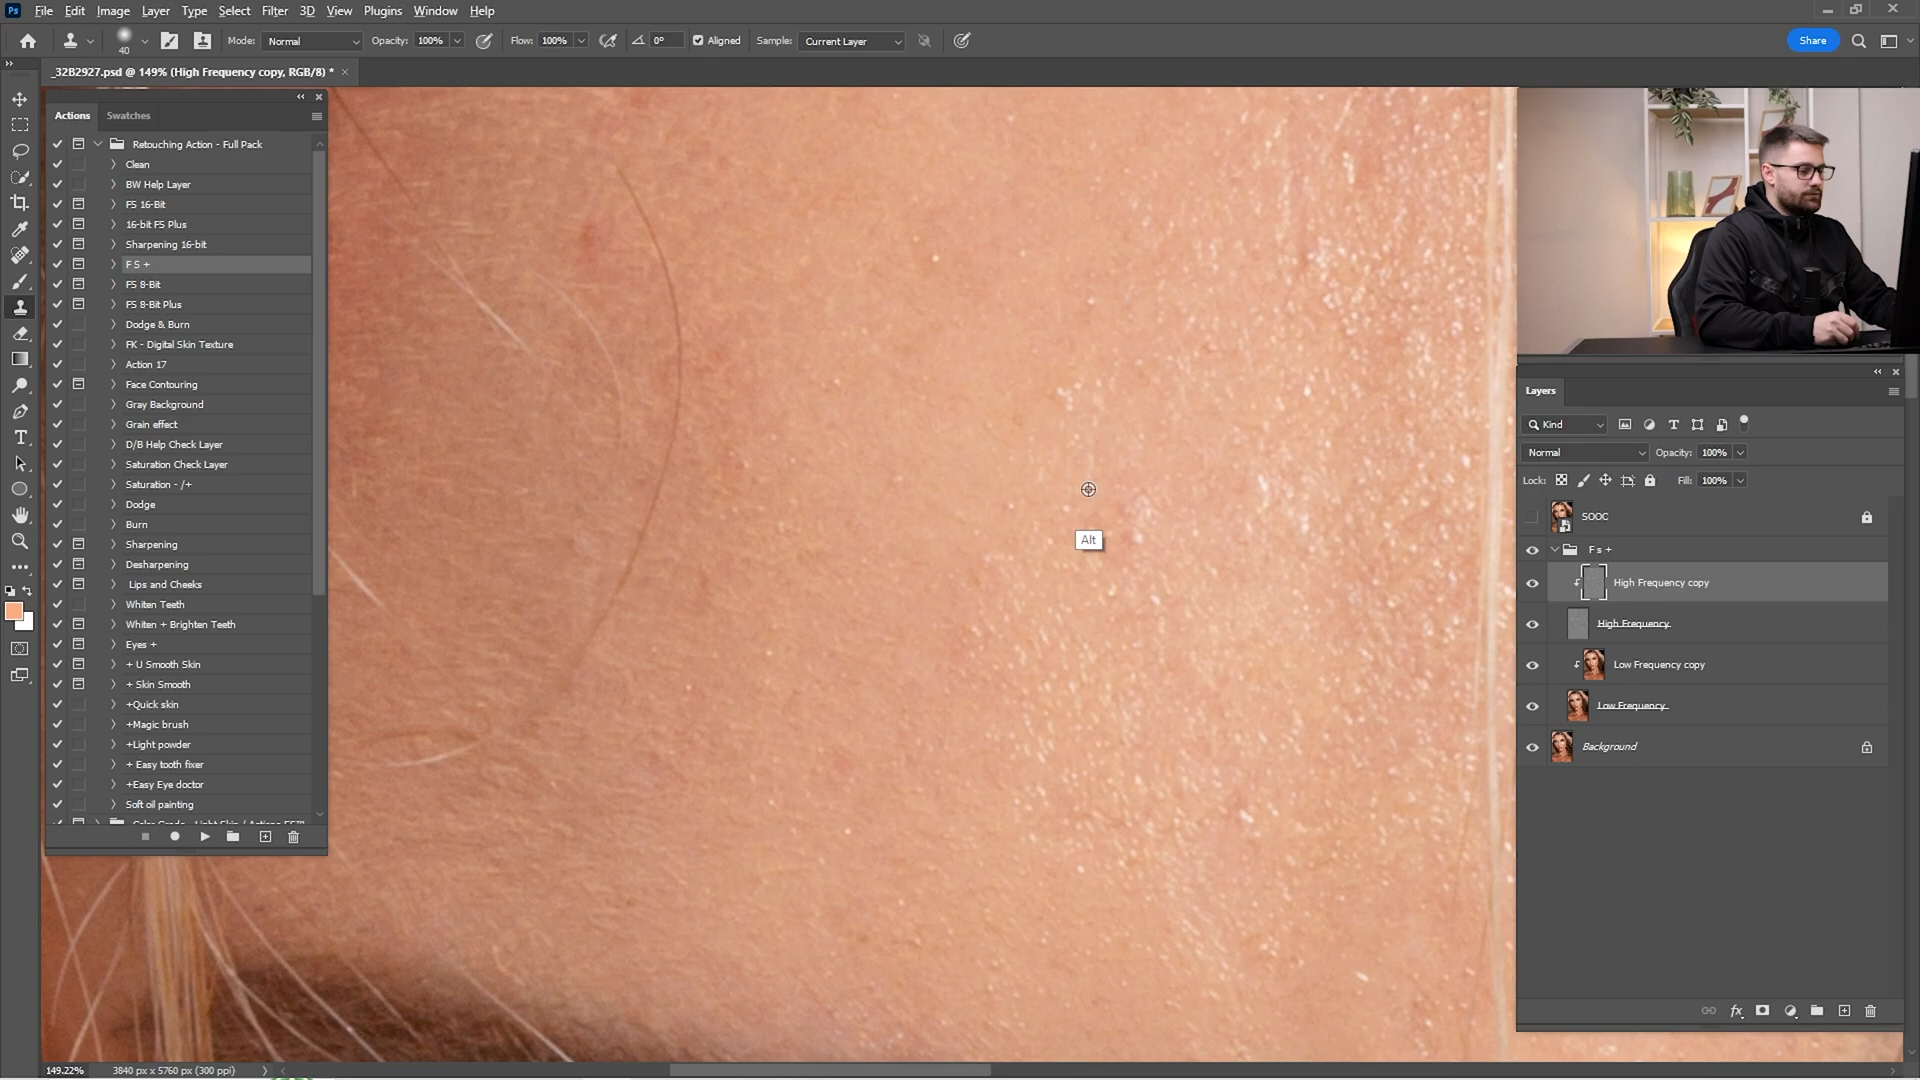 Ps File Edit Image Layer Type Select Filter 3D View Plugins Window Help
40 Mode: Normal Opacity: 100% Flow: 100% 0° Aligned Sample: Current Layer Share
_32B2927.psd @ 149% (High Frequency copy, RGB/8) *
Actions Swatches
Retouching Action - Full Pack
Clean
BW Help Layer
FS 16-Bit
16-bit FS Plus
Sharpening 16-bit
F S +
FS 8-Bit
FS 8-Bit Plus
Dodge & Burn
FK - Digital Skin Texture
Action 17
Face Contouring
Gray Background
Grain effect
D/B Help Check Layer
Saturation Check Layer
Saturation - /+
Dodge
Burn
Sharpening
Desharpening
Lips and Cheeks
Whiten Teeth
Whiten + Brighten Teeth
Eyes +
+ U Smooth Skin
+ Skin Smooth
+Quick skin
+Magic brush
+Light powder
+ Easy tooth fixer
+Easy Eye doctor
Soft oil painting
Alt
Layers
Kind
Normal Opacity: 100%
Lock: Fill: 100%
SOOC
F s +
High Frequency copy
High Frequency
Low Frequency copy
Low Frequency
Background
149.22% 3840 px x 5760 px (300 ppi)